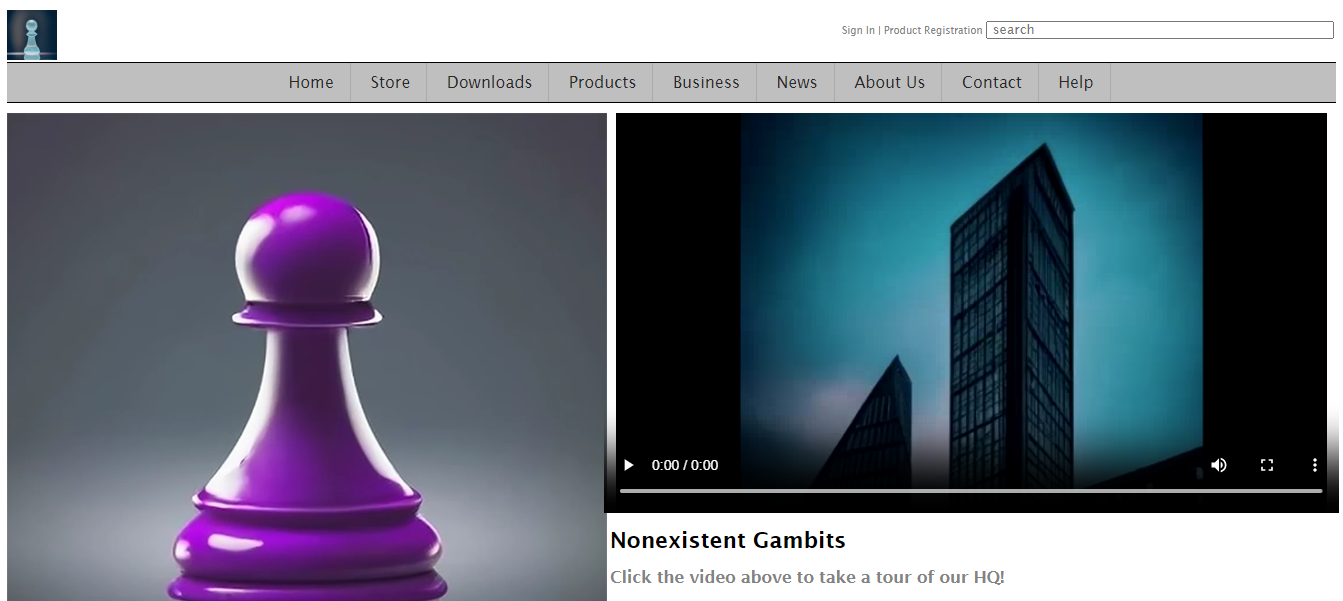 Sign In | Product Registration search
Home Store Downloads Products Business News About Us Contact Help
0:00 / 0:00
Nonexistent Gambits
Click the video above to take a tour of our HQ!